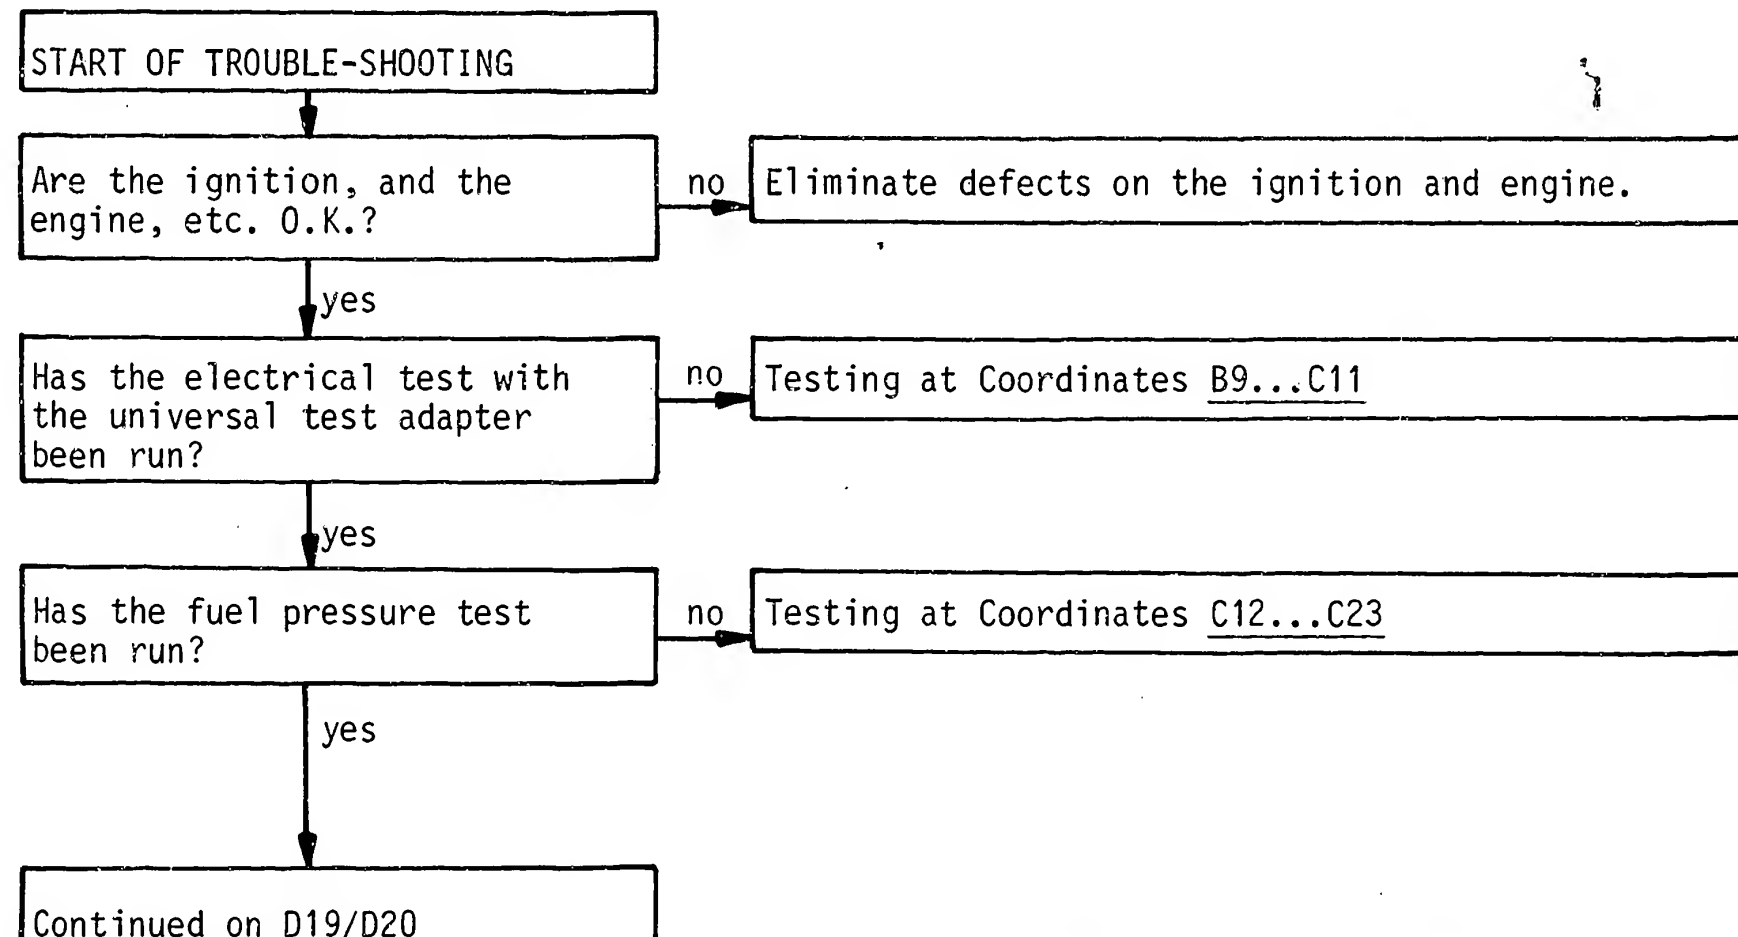 START OF TROUBLE-SHOOTING
Are the ignition, and the
engine, etc. O.K.?
no
Eliminate defects on the ignition and engine.
yes
Has the electrical test with
the universal test adapter
been run?
no
Testing at Coordinates B9...C11
yes
Has the fuel pressure test
been run?
no
Testing at Coordinates C12...C23
yes
Continued on D19/D20